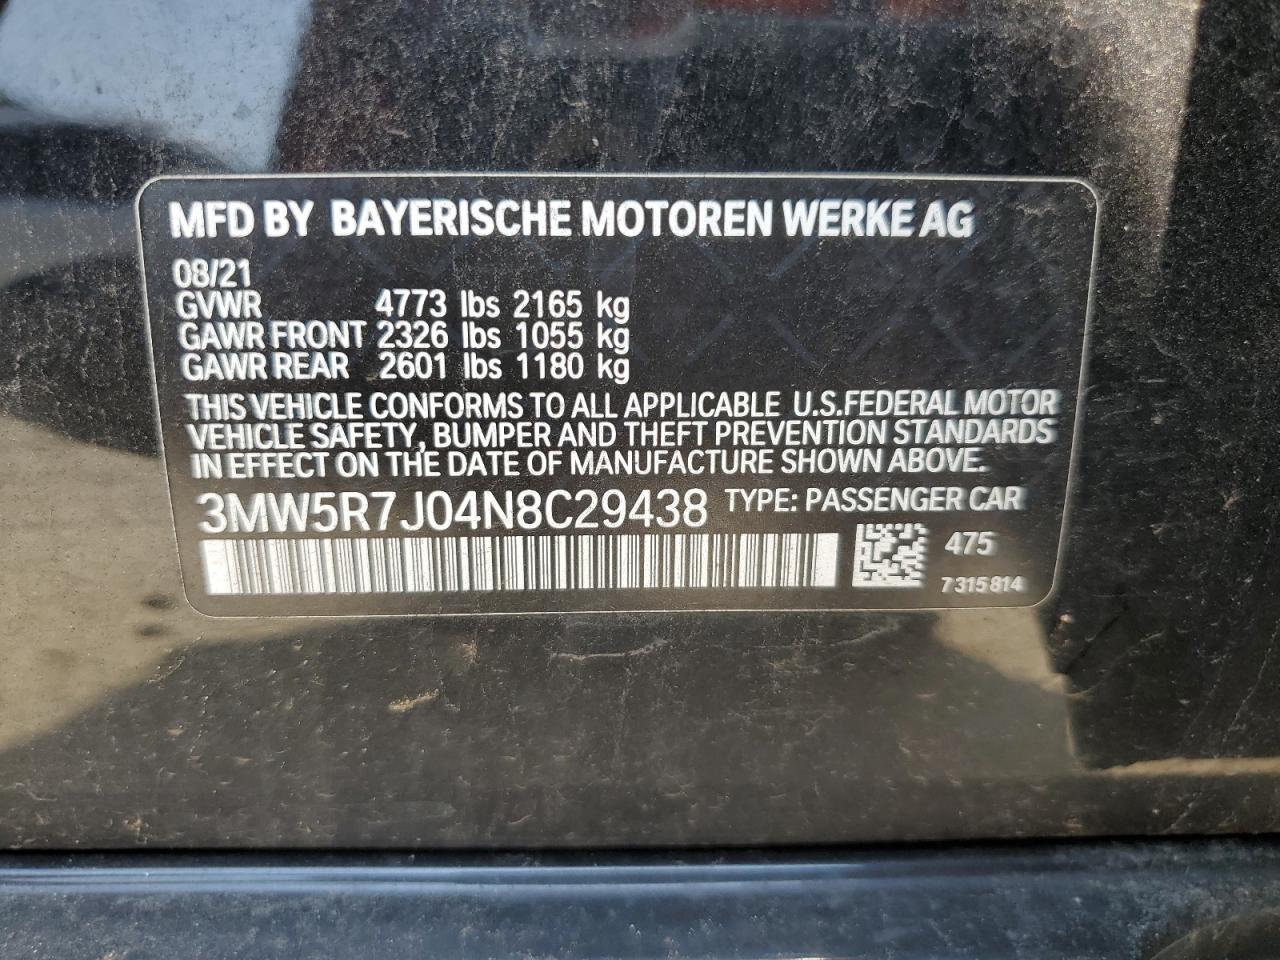 MFD BY BAYERISCHE MOTOREN WERKE AG
08/21
GVWR 4773 lbs 2165 kg
GAWR FRONT 2326 lbs 1055 kg
GAWR REAR 2601 lbs 1180 kg
THIS VEHICLE CONFORMS TO ALL APPLICABLE U.S.FEDERAL MOTOR
VEHICLE SAFETY, BUMPER AND THEFT PREVENTION STANDARDS
IN EFFECT ON THE DATE OF MANUFACTURE SHOWN ABOVE.
3MW5R7J04N8C29438 TYPE: PASSENGER CAR
475
7315814